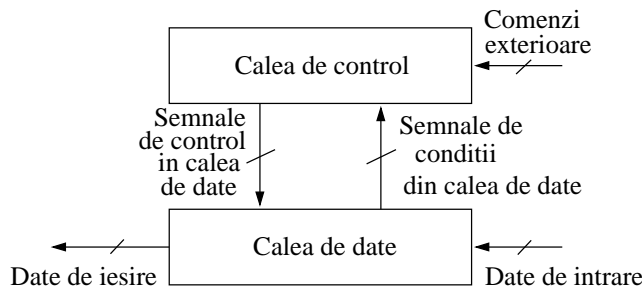 Comenzi
exterioare
Calea de control
Semnale
de control
in calea
de date
Semnale de
conditii
din calea de date
Calea de date
Date de iesire
Date de intrare